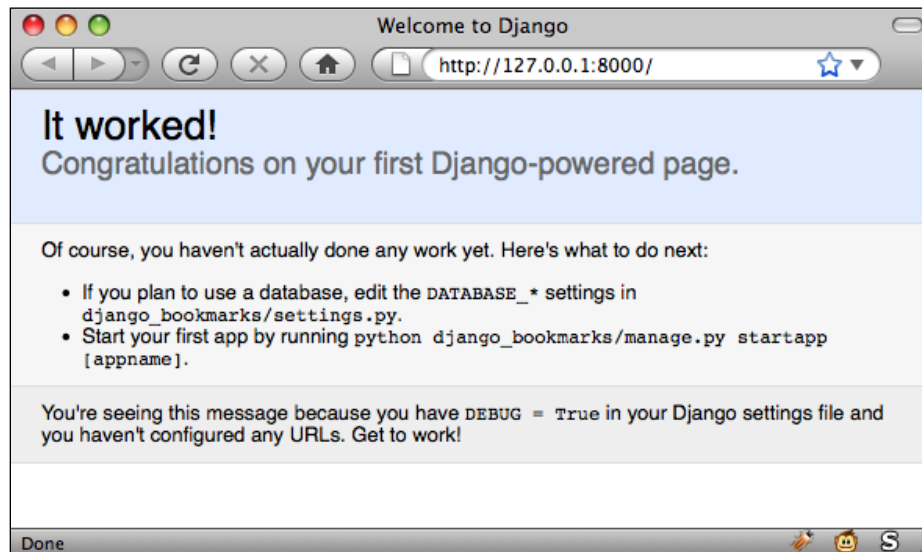 Welcome to Django
http://127.0.0.1:8000/
It worked!
Congratulations on your first Django-powered page.
Of course, you haven't actually done any work yet. Here's what to do next:
• If you plan to use a database, edit the DATABASE_* settings in
django_bookmarks/settings.py.
• Start your first app by running python django_bookmarks/manage.py startapp
[appname].
You're seeing this message because you have DEBUG = True in your Django settings file and
you haven't configured any URLs. Get to work!
Done
S